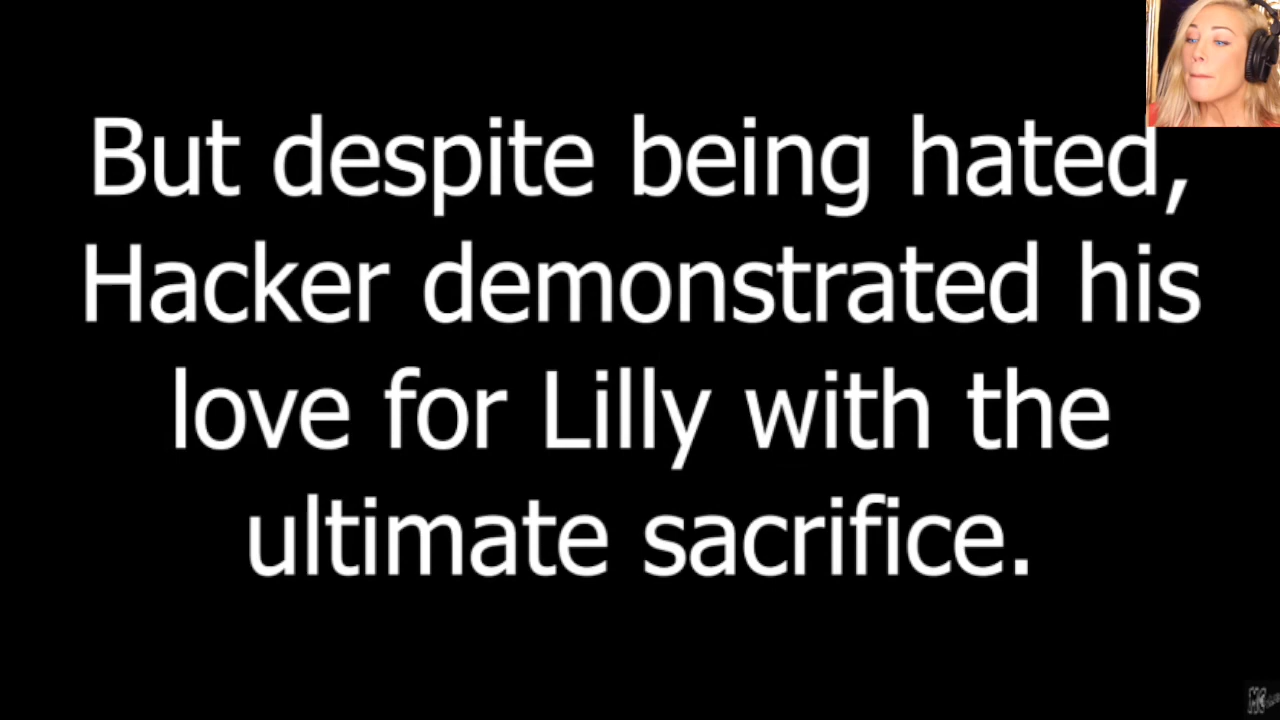 But despite being hated,
Hacker demonstrated his
love for Lilly with the
ultimate sacrifice.